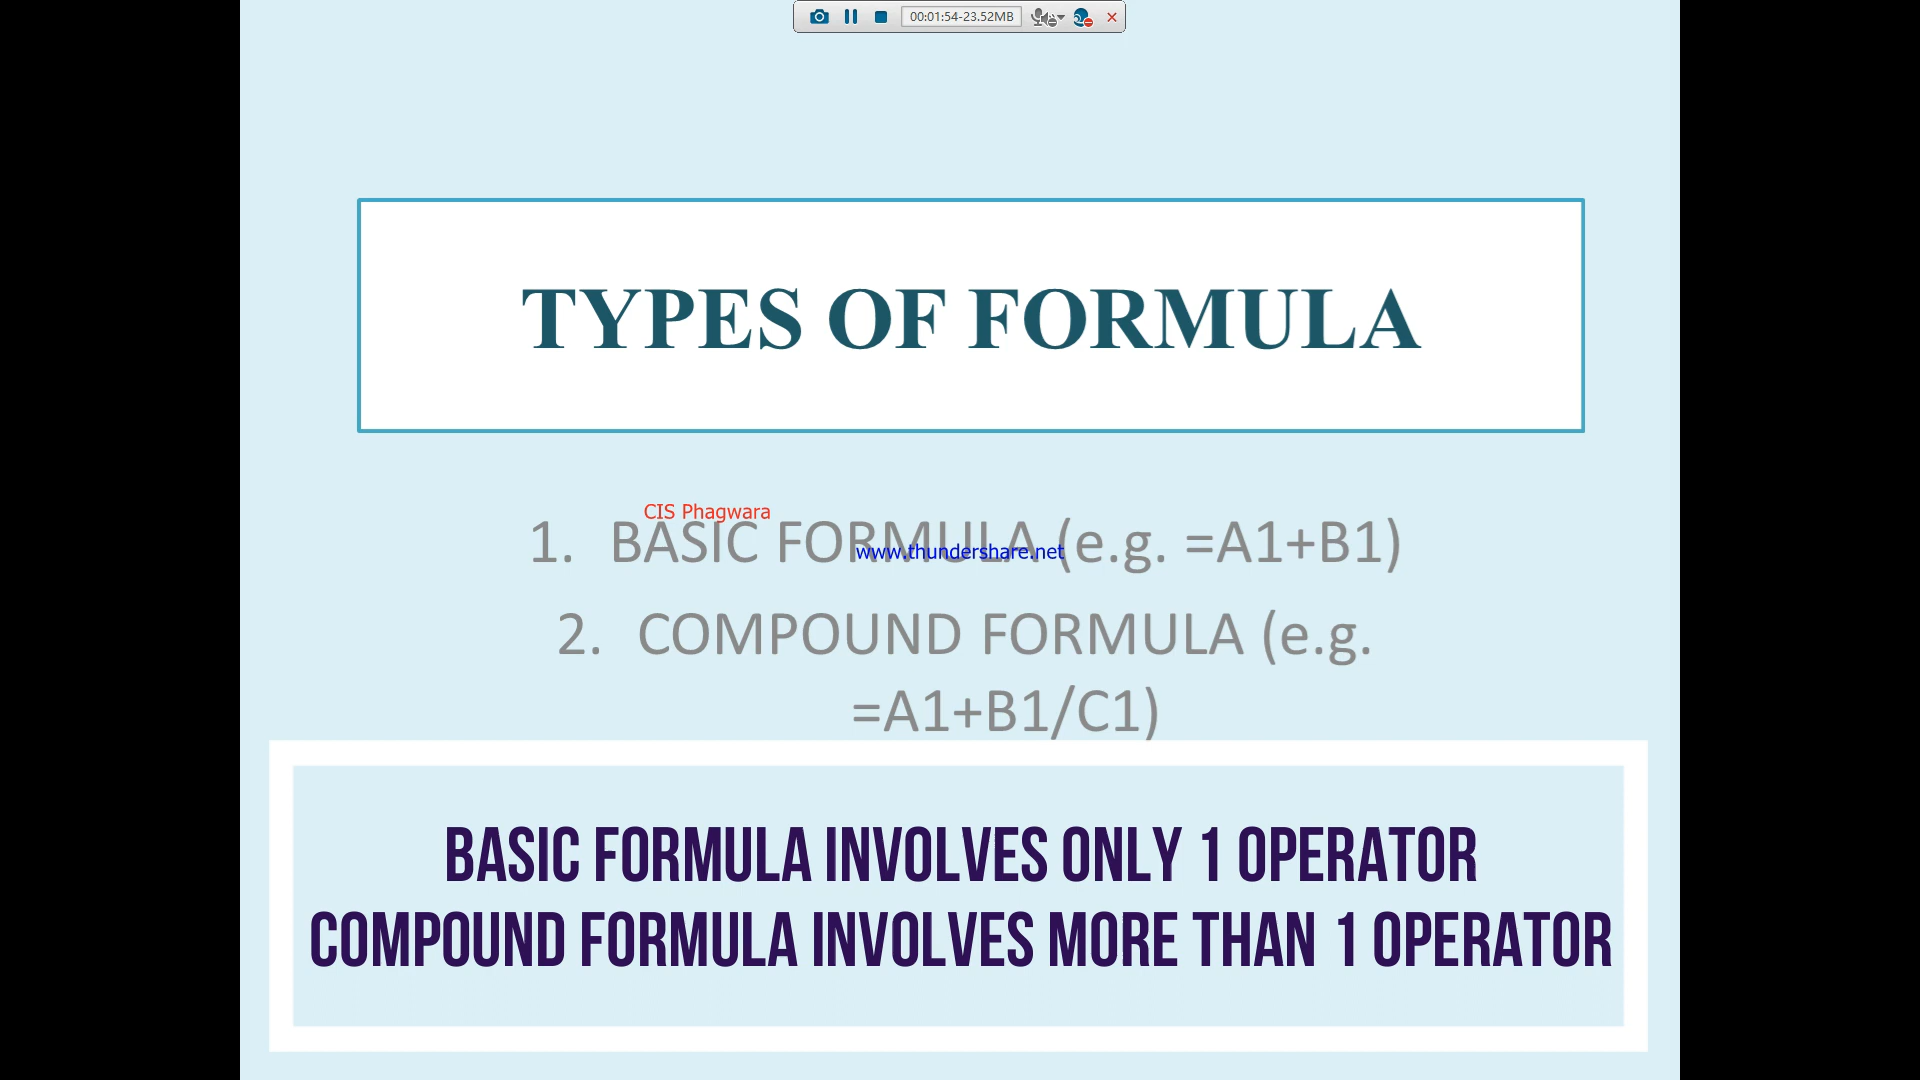 00:01:54-23.52MB
TYPES OF FORMULA
CIS Phagwara
1. BASIC FORMULA (e.g. =A1+B1)
www.thundershare.net
2. COMPOUND FORMULA (e.g.
=A1+B1/C1)
BASIC FORMULA INVOLVES ONLY 1 OPERATOR
COMPOUND FORMULA INVOLVES MORE THAN 1 OPERATOR